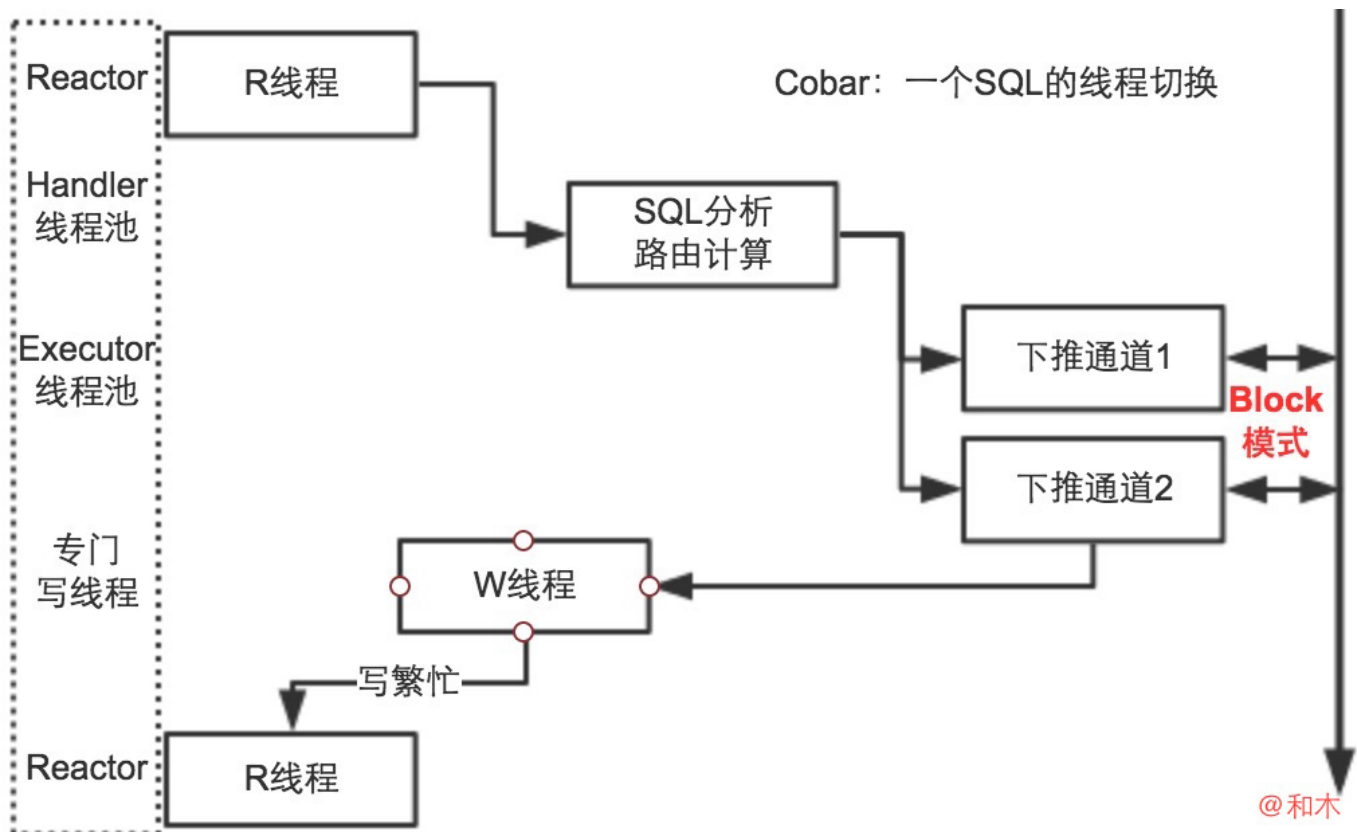 Reactor
R线程
Cobar：一个SQL的线程切换
Handler
线程池
SQL分析
路由计算
Executor
线程池
下推通道1
Block
模式
下推通道2
专门
写线程
W线程
写繁忙
Reactor
R线程
@和木